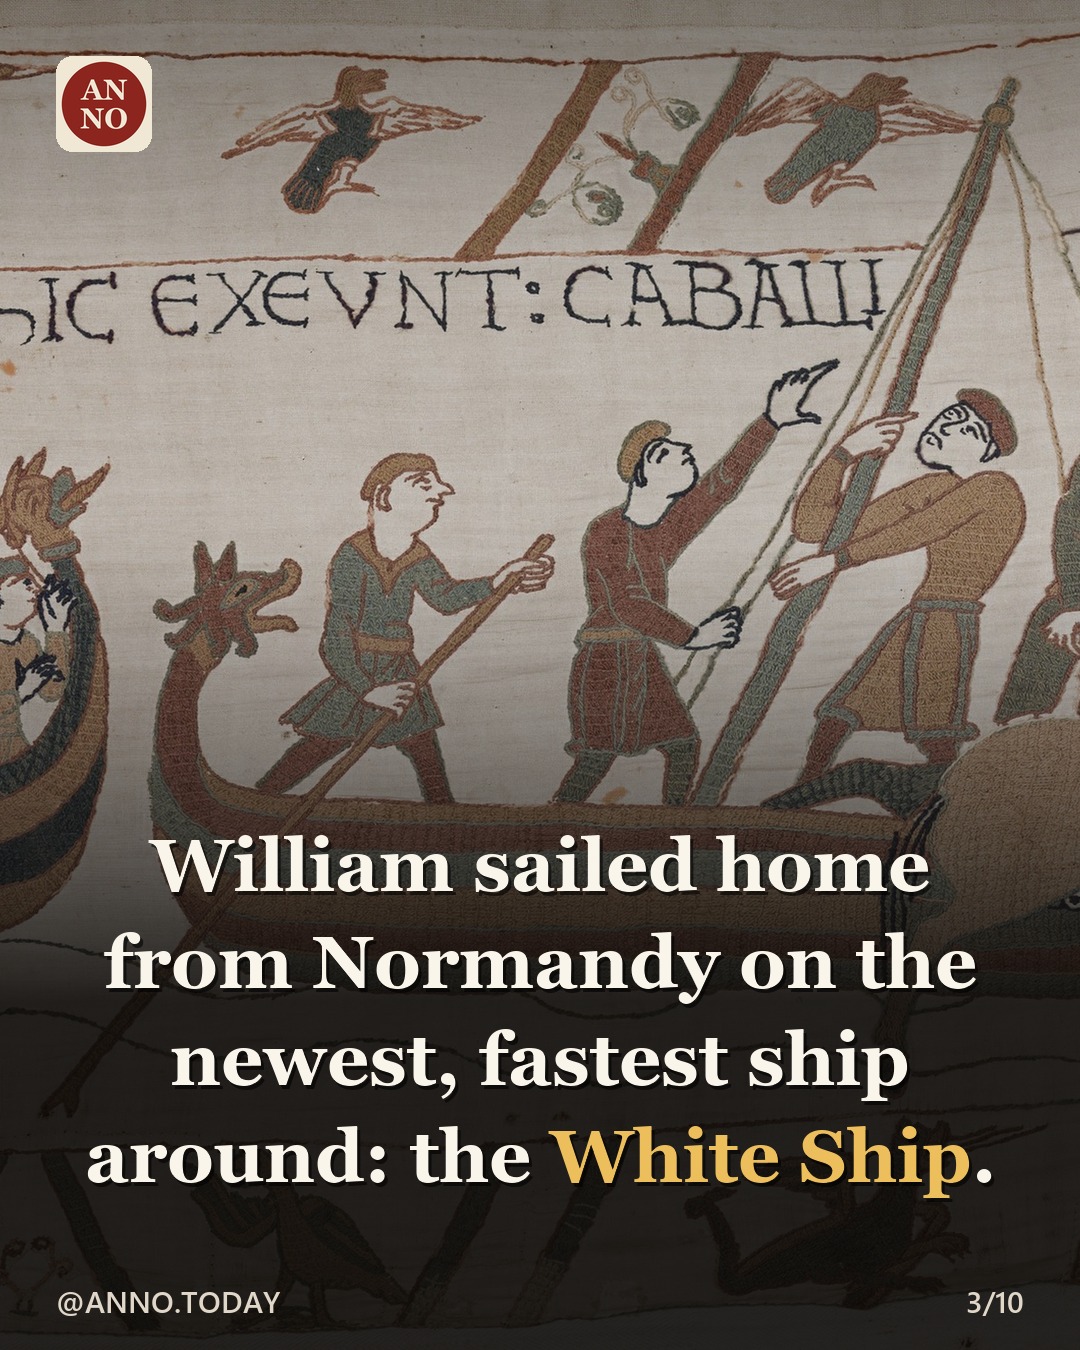 AN
NO
HIC EXEVNT: CABALLI
William sailed home
from Normandy on the
newest, fastest ship
around: the White Ship.
@ANNO.TODAY
3/10